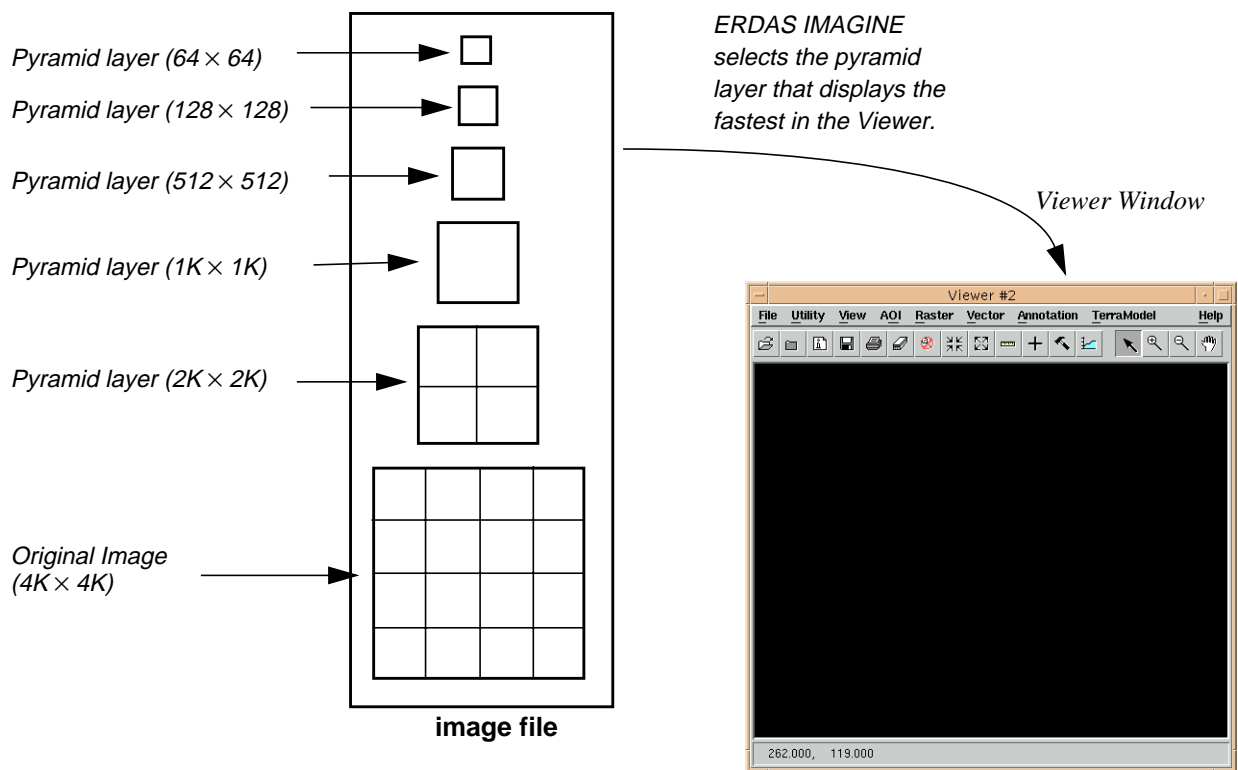 Pyramid layer (64 × 64)
Pyramid layer (128 × 128)
Pyramid layer (512 × 512)
Pyramid layer (1K × 1K)
Pyramid layer (2K × 2K)
Original Image
(4K × 4K)
image file
ERDAS IMAGINE
selects the pyramid
layer that displays the
fastest in the Viewer.
Viewer Window
Viewer #2
File Utility View AOI Raster Vector Annotation TerraModel Help
262.000, 119.000